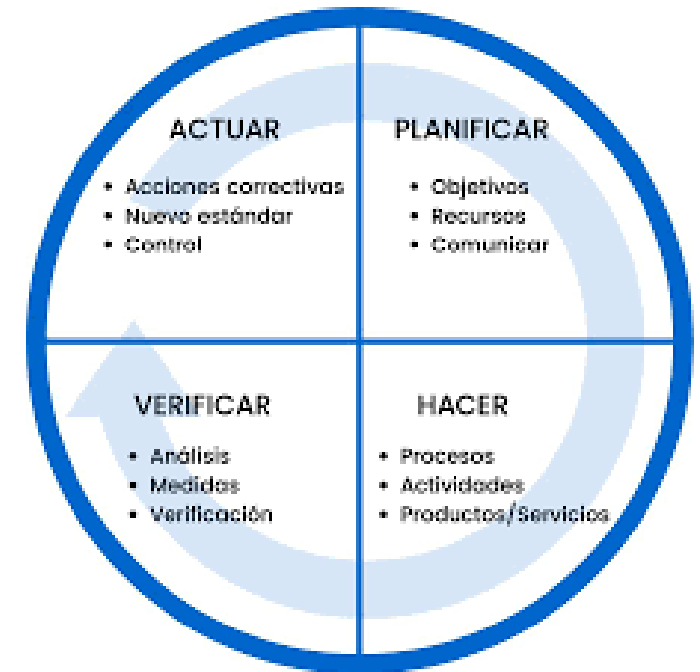 ACTUAR
• Acciones correctivas
• Nuevo estándar
• Control
PLANIFICAR
• Objetivos
• Recursos
• Comunicar
VERIFICAR
• Análisis
• Medidas
• Verificación
HACER
• Procesos
• Actividades
• Productos/Servicios